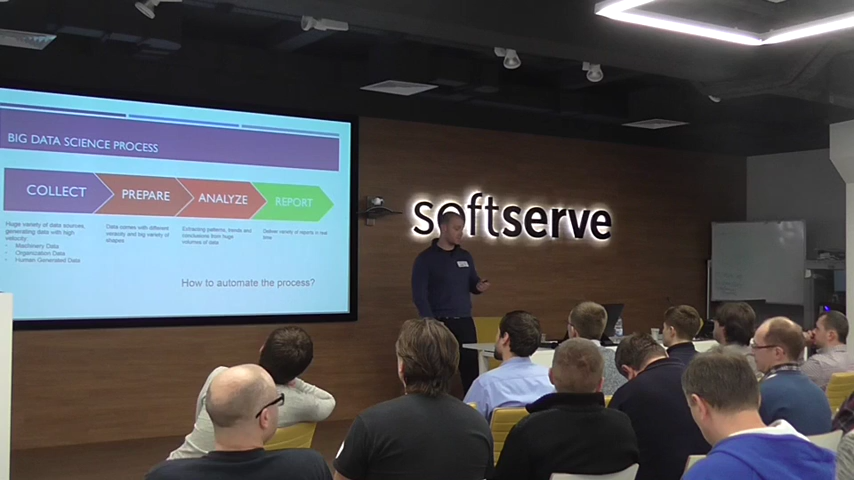 BIG DATA SCIENCE PROCESS
COLLECT
PREPARE
ANALYZE
REPORT
Huge variety of data sources,
generating data with high
velocity:
• Machinery Data
• Organization Data
• Human Generated Data
Data comes with different
veracity and big variety of
shapes
Extracting patterns, trends and
conclusions from huge
volumes of data
Deliver variety of reports in real
time
How to automate the process?
softserve